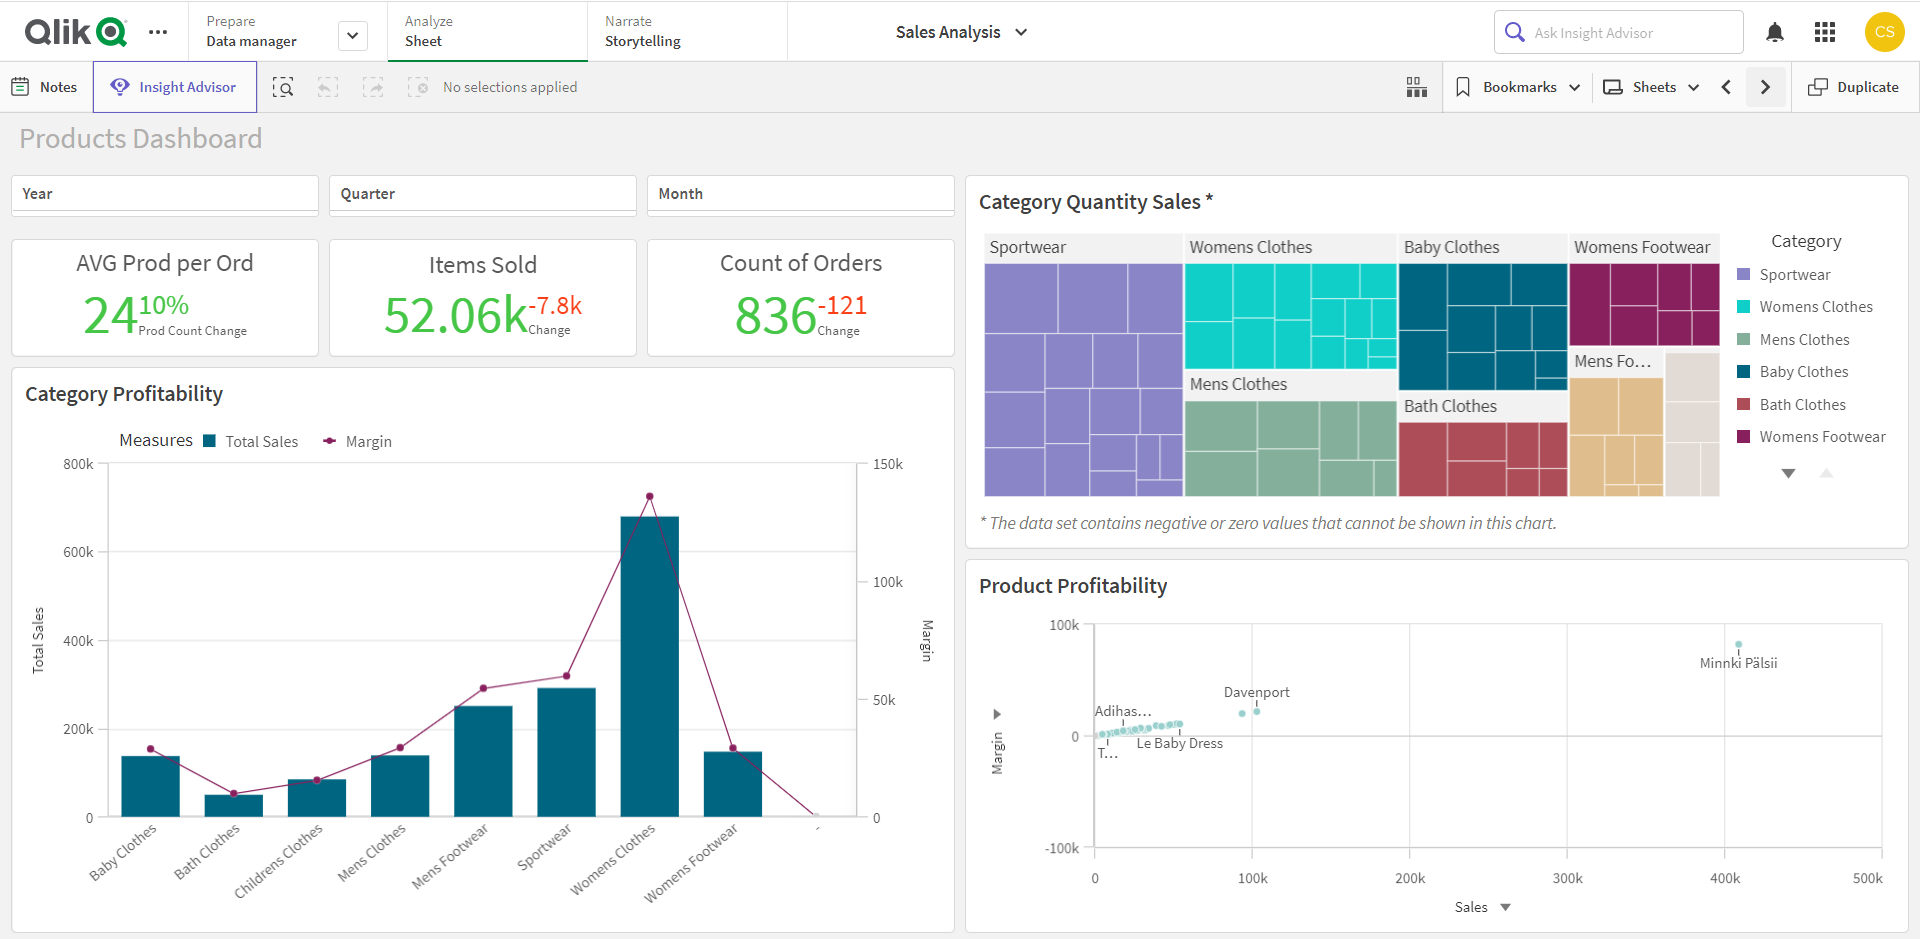 Qlik
Prepare
Data manager
Analyze
Sheet
Narrate
Storytelling
Sales Analysis
Ask Insight Advisor
CS
Notes
Insight Advisor
No selections applied
Bookmarks
Sheets
Duplicate
Products Dashboard
Year
Quarter
Month
AVG Prod per Ord
24
10%
Prod Count Change
Items Sold
52.06k
-7.8k
Change
Count of Orders
836
-121
Change
Category Profitability
Measures
Total Sales
Margin
800k
600k
400k
200k
0
Total Sales
150k
100k
50k
0
Margin
Baby Clothes
Bath Clothes
Childrens Clothes
Mens Clothes
Mens Footwear
Sportwear
Womens Clothes
Womens Footwear
-
Category Quantity Sales *
Sportwear
Womens Clothes
Baby Clothes
Womens Footwear
Mens Clothes
Bath Clothes
Mens Fo...
Category
Sportwear
Womens Clothes
Mens Clothes
Baby Clothes
Bath Clothes
Womens Footwear
* The data set contains negative or zero values that cannot be shown in this chart.
Product Profitability
100k
0
-100k
Margin
Minnki Pälsii
Davenport
Adihas...
Le Baby Dress
T...
0
100k
200k
300k
400k
500k
Sales